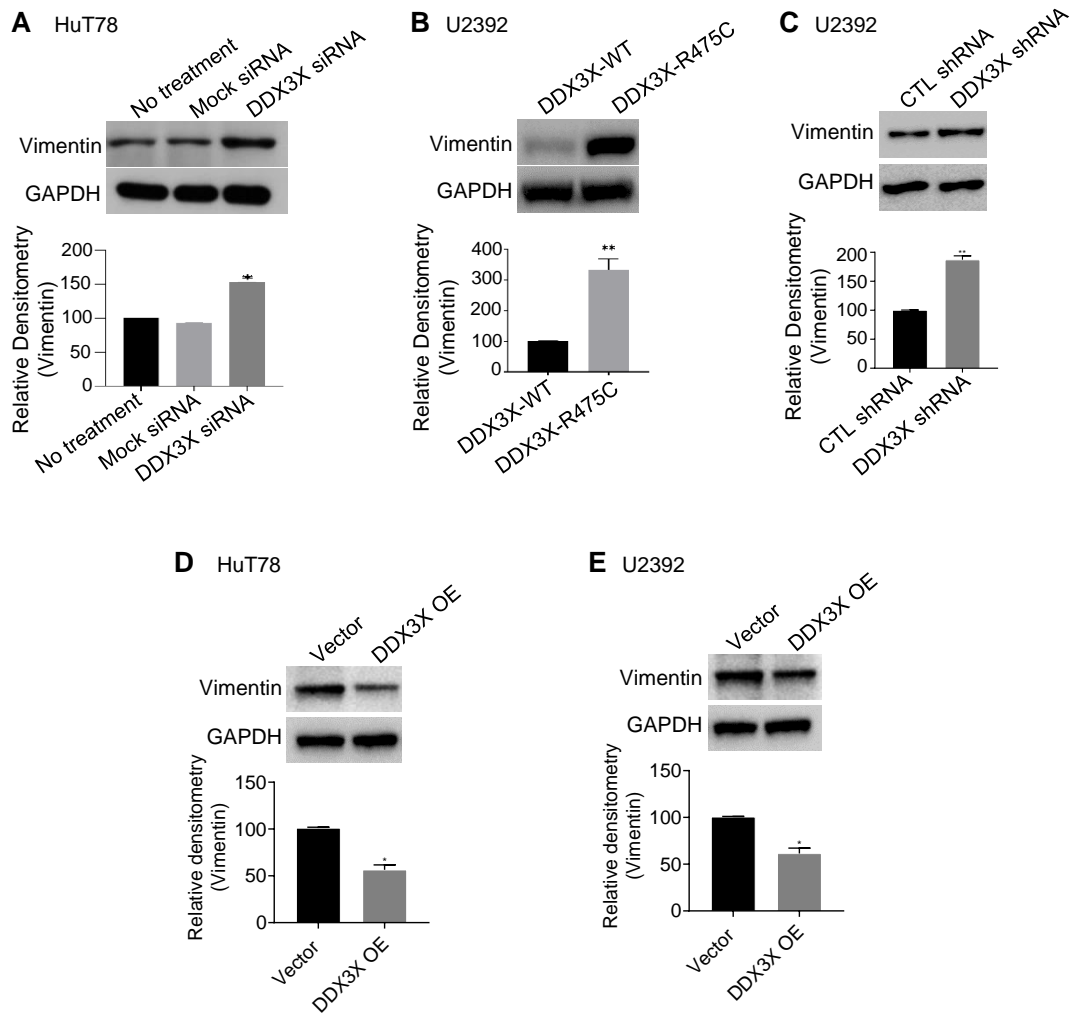 A HuT78
No treatment
Mock siRNA
DDX3X siRNA
Vimentin
GAPDH
Relative Densitometry
(Vimentin)
200
150
100
50
0
*
No treatment
Mock siRNA
DDX3X siRNA
B U2392
DDX3X-WT
DDX3X-R475C
Vimentin
GAPDH
Relative Densitometry
(Vimentin)
400
300
200
100
0
**
DDX3X-WT
DDX3X-R475C
C U2392
CTL shRNA
DDX3X shRNA
Vimentin
GAPDH
Relative Densitometry
(Vimentin)
200
150
100
50
0
**
CTL shRNA
DDX3X shRNA
D HuT78
Vector
DDX3X OE
Vimentin
GAPDH
Relative densitometry
(Vimentin)
150
100
50
0
*
Vector
DDX3X OE
E U2392
Vector
DDX3X OE
Vimentin
GAPDH
Relative densitometry
(Vimentin)
150
100
50
0
*
Vector
DDX3X OE